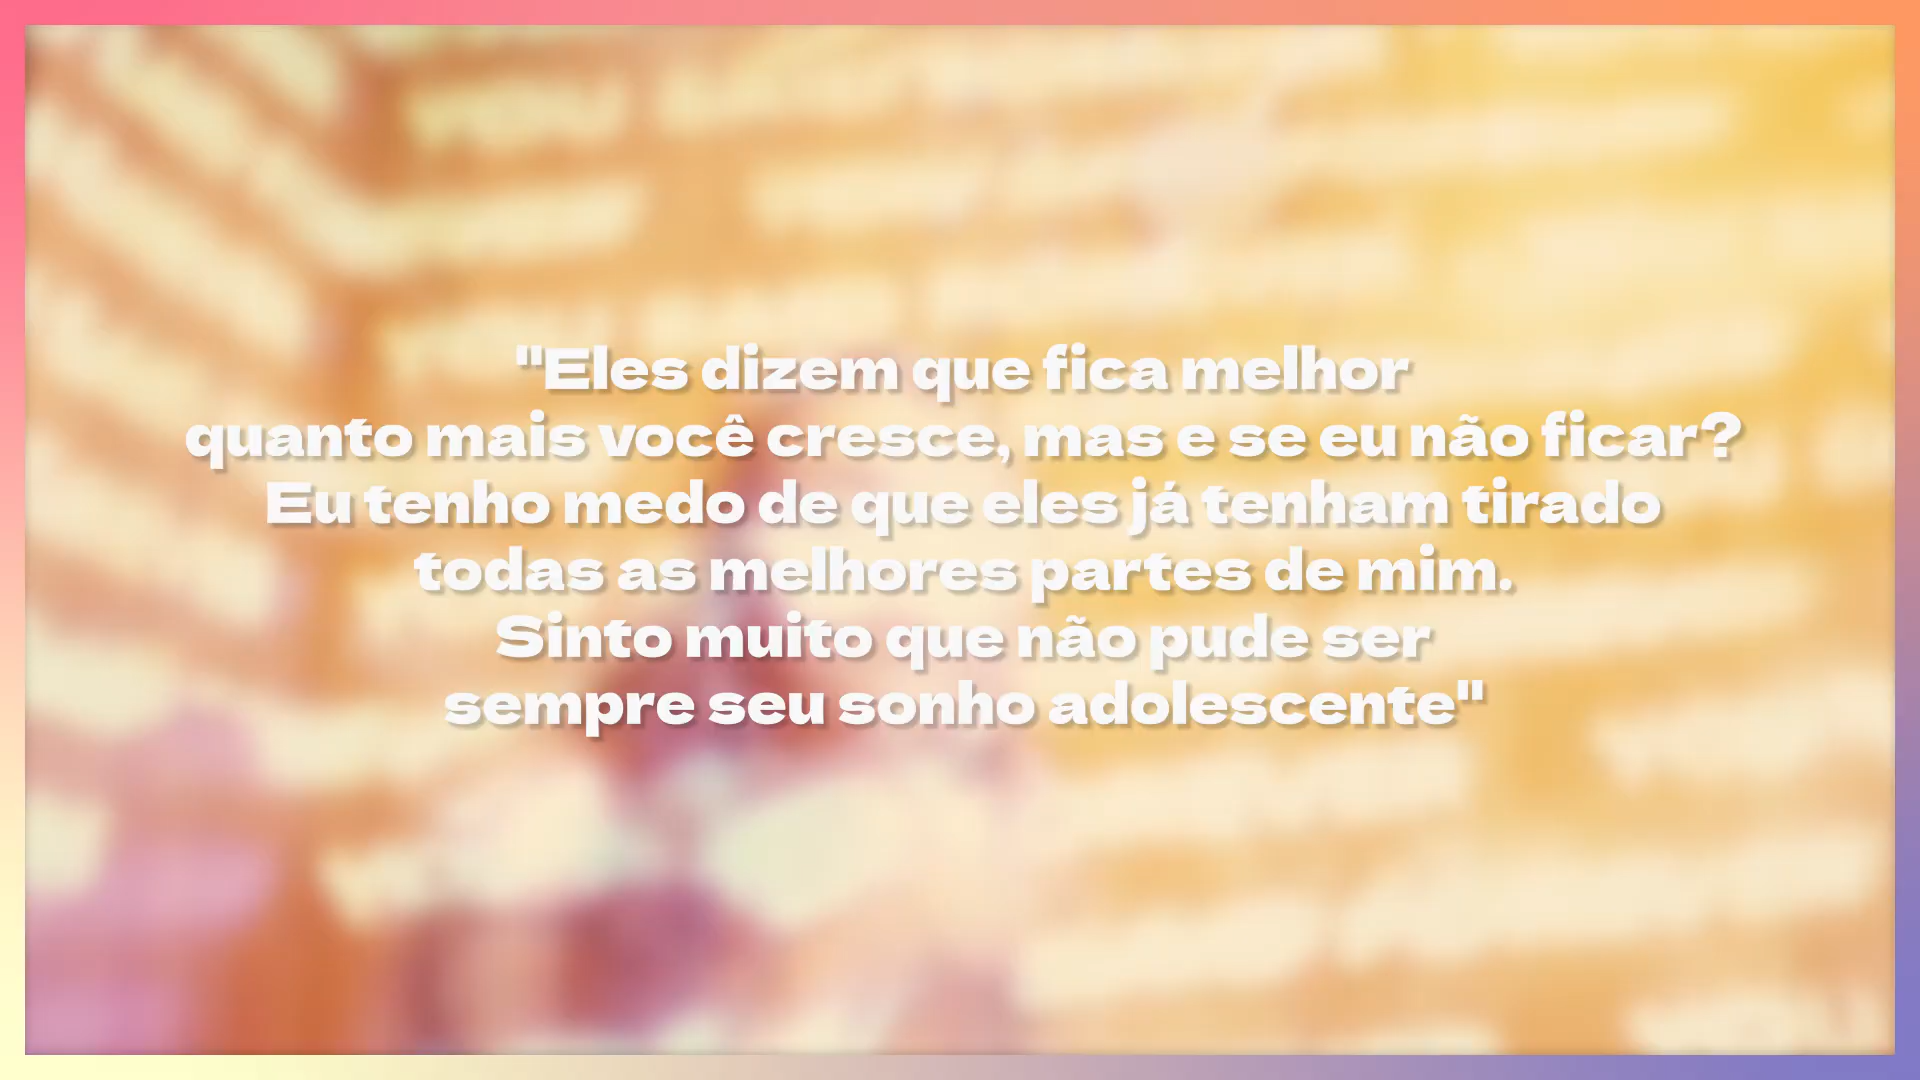 "Eles dizem que fica melhor
quanto mais você cresce, mas e se eu não ficar?
Eu tenho medo de que eles já tenham tirado
todas as melhores partes de mim.
Sinto muito que não pude ser
sempre seu sonho adolescente"